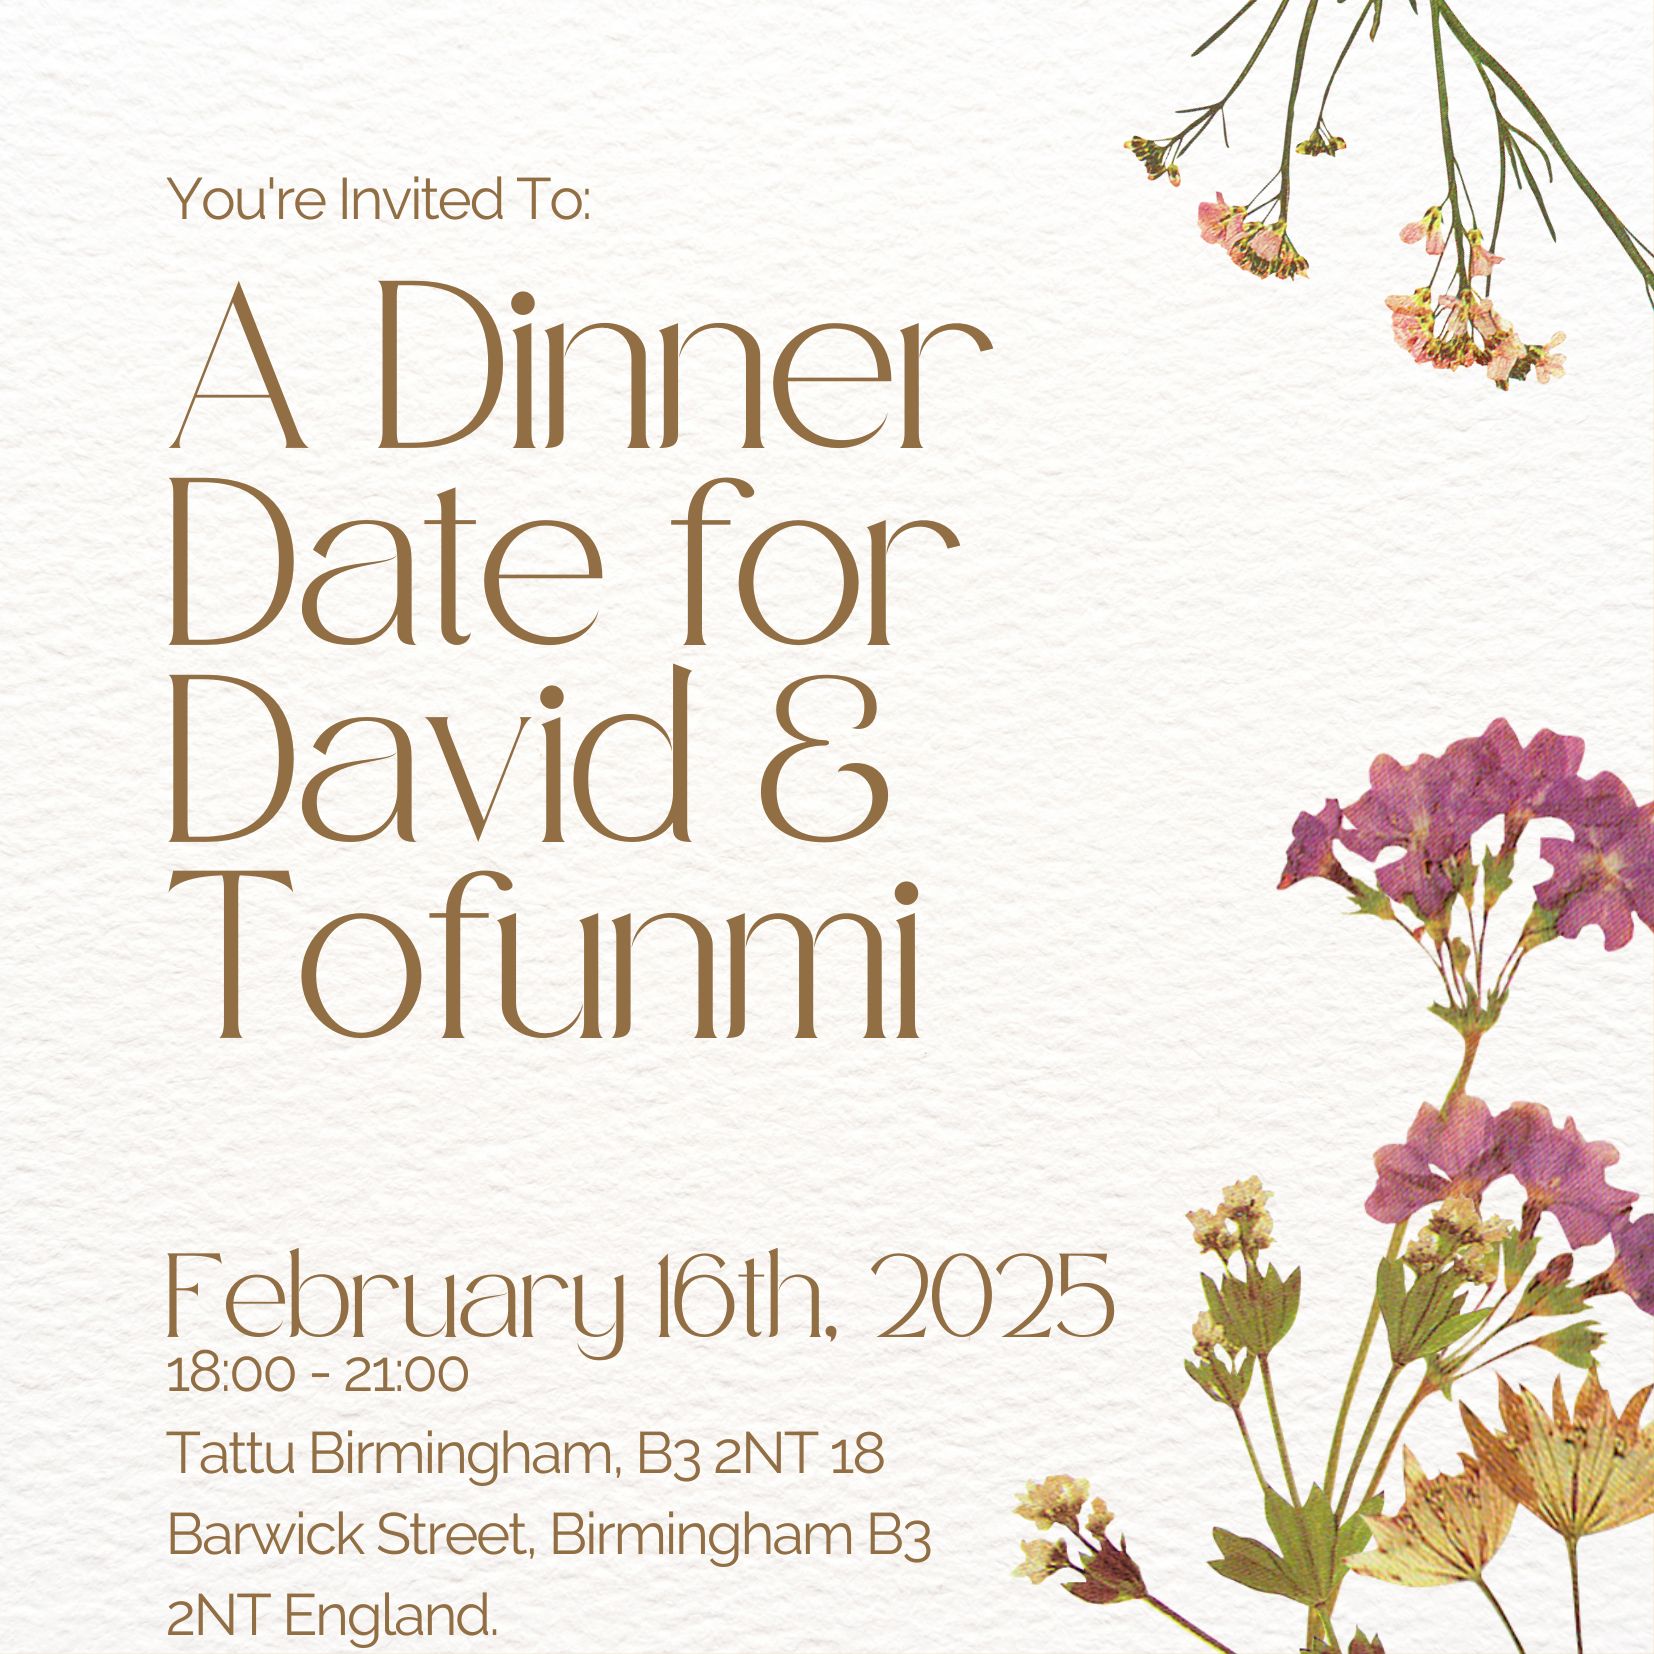 You're Invited To:
A Dinner
Date for
David &
Tofunmi
February 16th, 2025
18:00 - 21:00
Tattu Birmingham, B3 2NT 18
Barwick Street, Birmingham B3
2NT England.